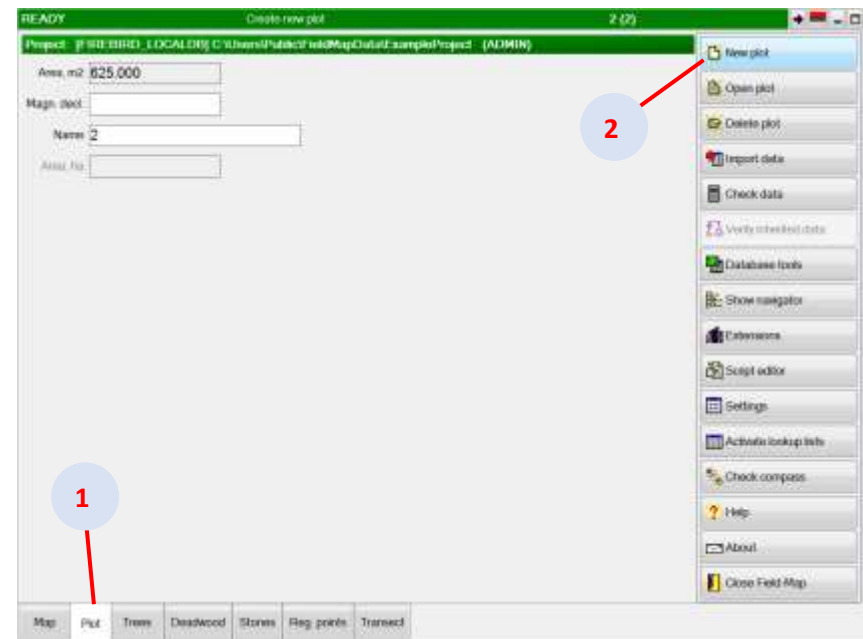 READY Create new plot 2 (2)
Project [FIREBIRD_LOCALDB] C:\Users\Public\FieldMapData\ExampleProject (ADMIN)
Area, m2 625.000
Magn. decl.
Name 2
Area, ha
New plot
Open plot
Delete plot
Import data
Check data
Verify inherited data
Database tools
Show navigator
Extensions
Script editor
Settings
Activate lookup lists
Check compass
Help
About
Close Field-Map
2
1
Map Plot Trees Deadwood Stones Reg. points Transect